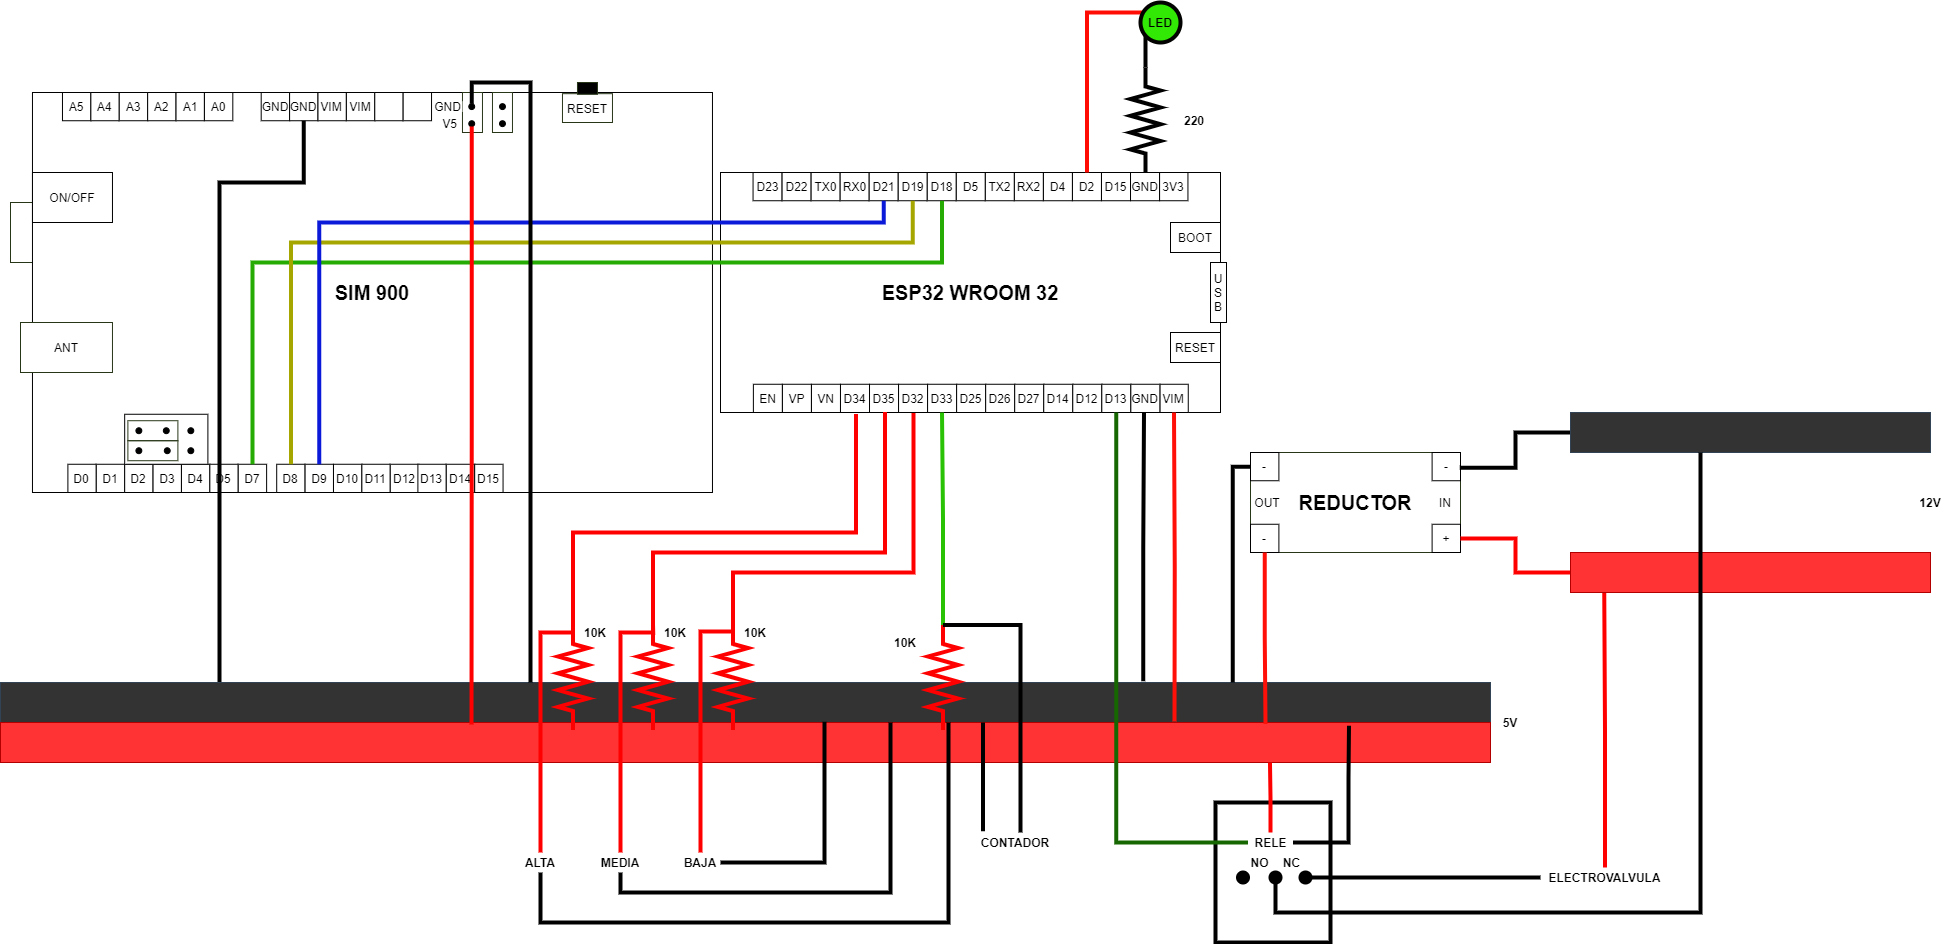 LED
220
A5 A4 A3 A2 A1 A0 GND GND VIM VIM GND
V5
RESET
ON/OFF
D23 D22 TX0 RX0 D21 D19 D18 D5 TX2 RX2 D4 D2 D15 GND 3V3
BOOT
SIM 900
ESP32 WROOM 32
USB
ANT
RESET
EN VP VN D34 D35 D32 D33 D25 D26 D27 D14 D12 D13 GND VIM
D0 D1 D2 D3 D4 D5 D7 D8 D9 D10 D11 D12 D13 D14 D15
- -
OUT REDUCTOR IN
- +
12V
10K 10K 10K 10K
5V
ALTA MEDIA BAJA
CONTADOR
RELE
NO NC
ELECTROVALVULA